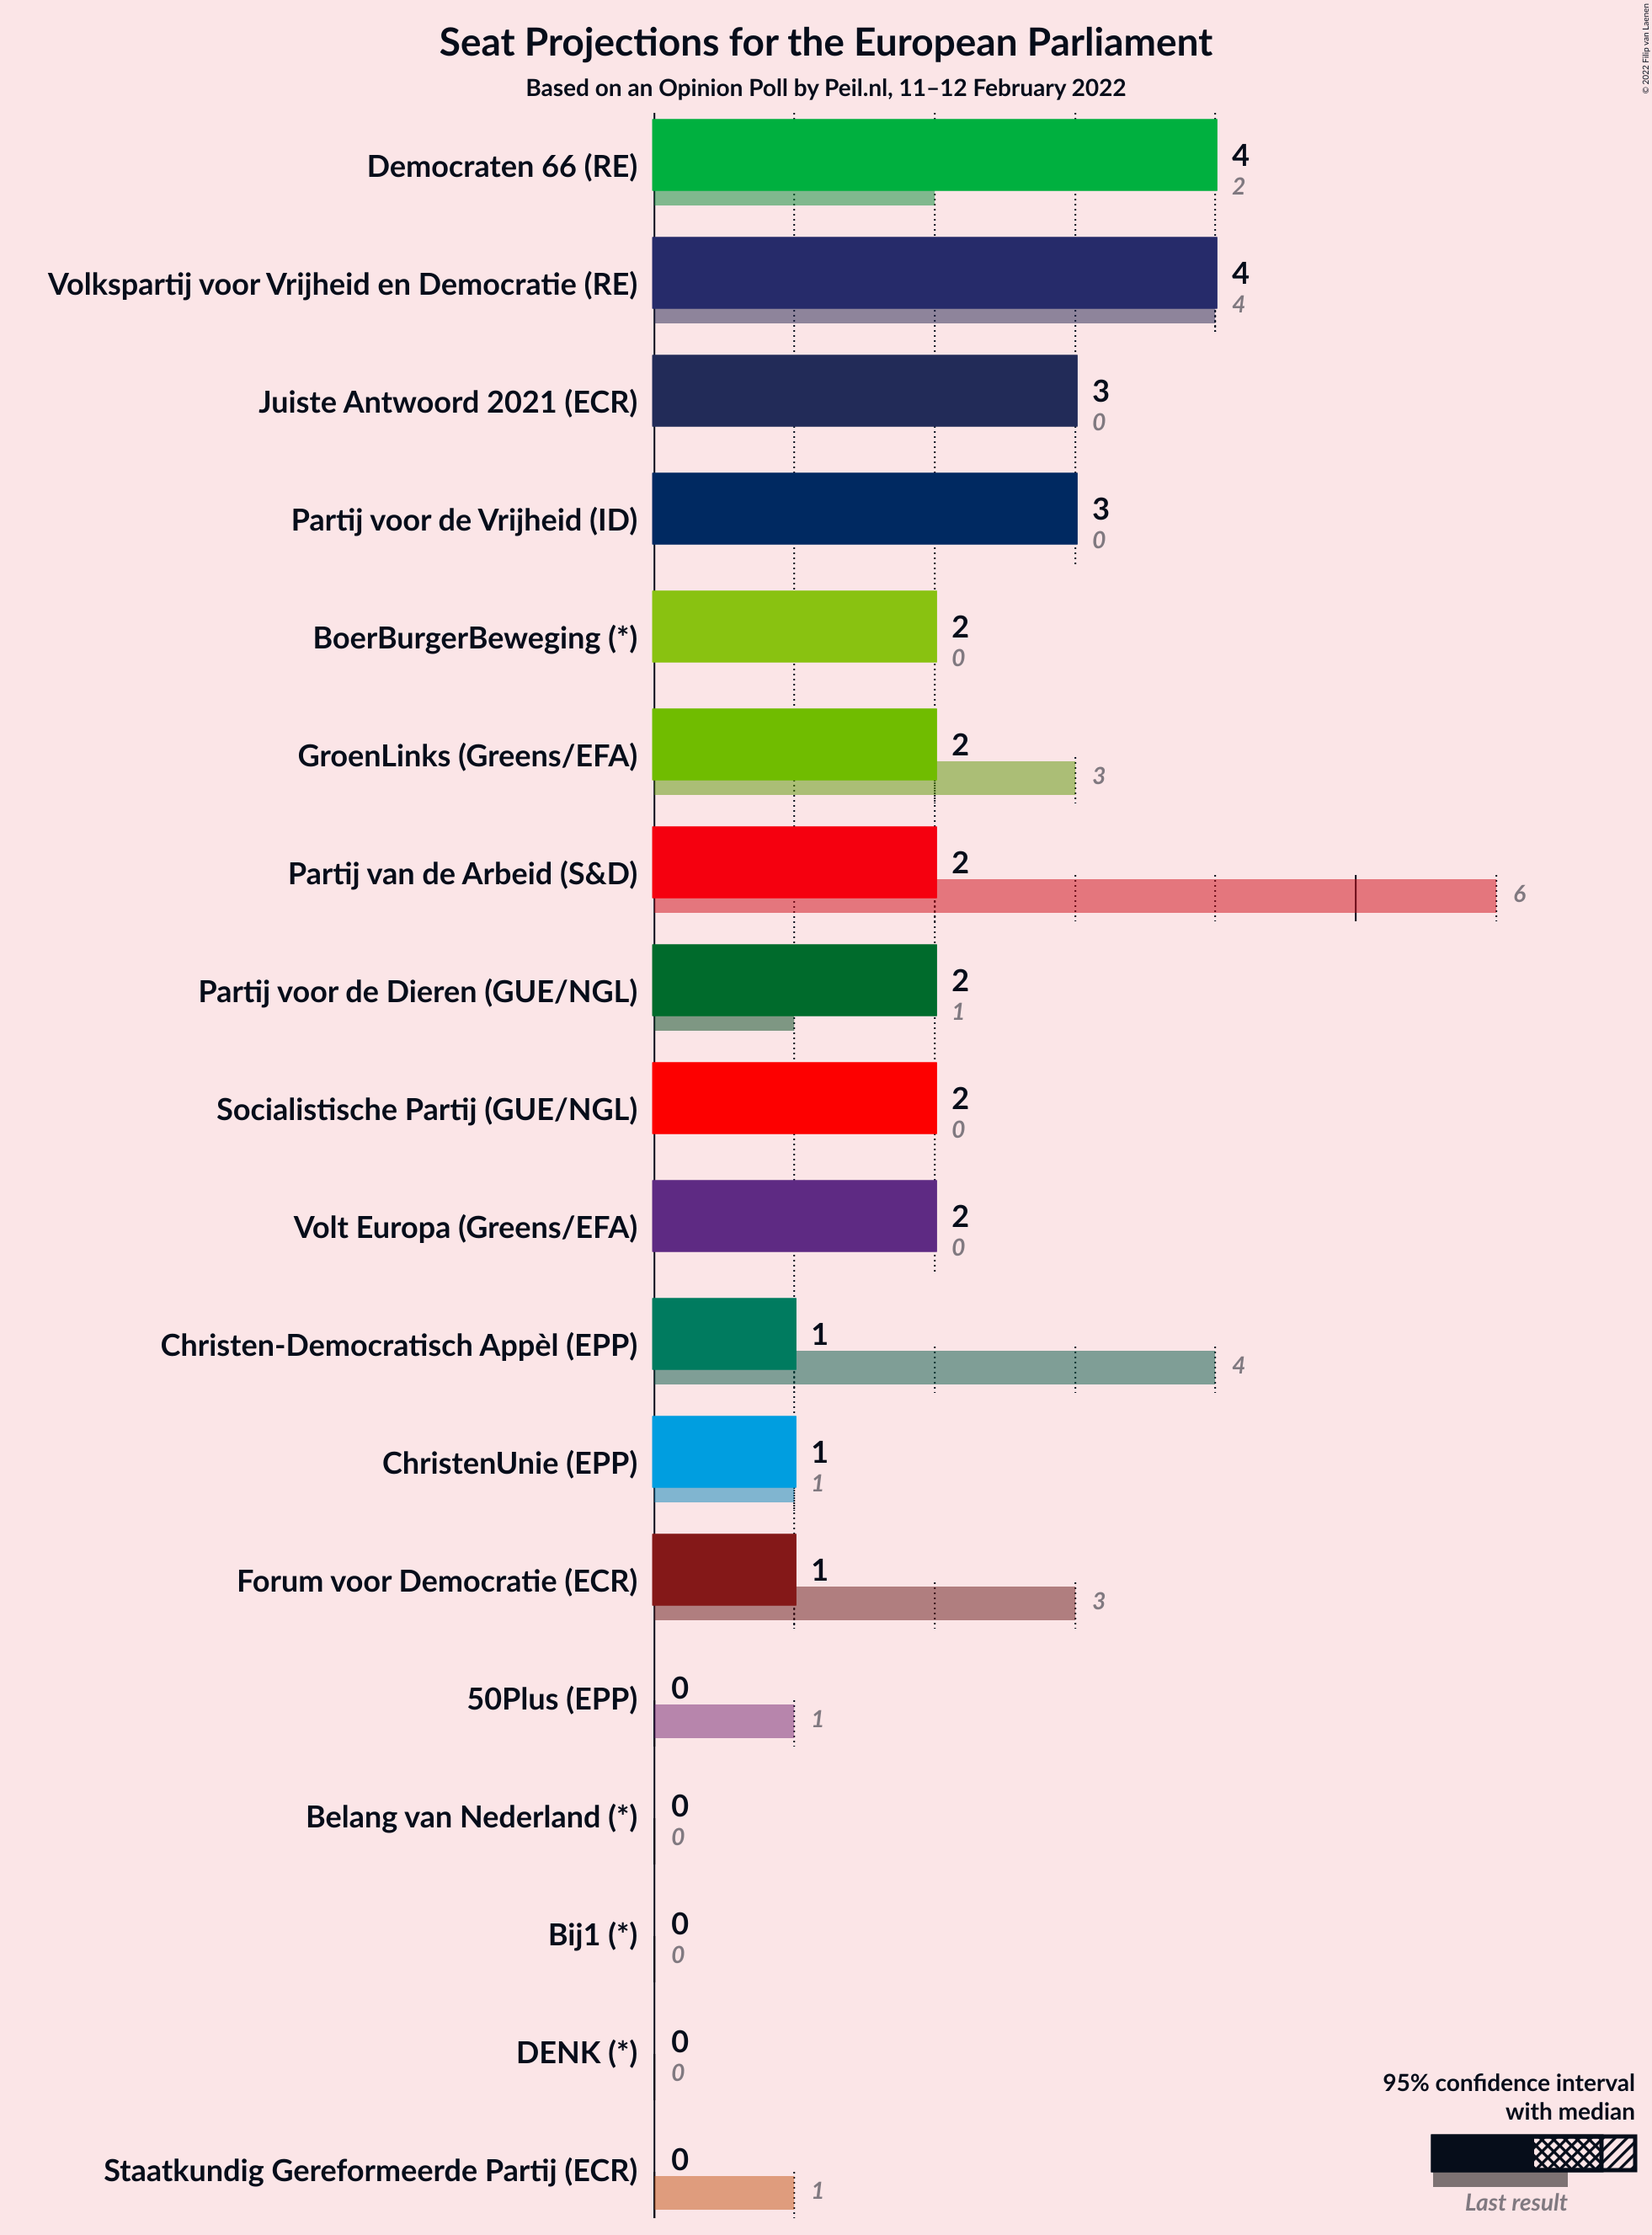 Seat Projections for the European Parliament
Based on an Opinion Poll by Peil.nl, 11–12 February 2022
© 2022 Filip van Laenen
Democraten 66 (RE)
4
2
Volkspartij voor Vrijheid en Democratie (RE)
4
4
Juiste Antwoord 2021 (ECR)
3
0
Partij voor de Vrijheid (ID)
3
0
BoerBurgerBeweging (*)
2
0
GroenLinks (Greens/EFA)
2
3
Partij van de Arbeid (S&D)
2
6
Partij voor de Dieren (GUE/NGL)
2
1
Socialistische Partij (GUE/NGL)
2
0
Volt Europa (Greens/EFA)
2
0
Christen-Democratisch Appèl (EPP)
1
4
ChristenUnie (EPP)
1
1
Forum voor Democratie (ECR)
1
3
50Plus (EPP)
0
1
Belang van Nederland (*)
0
0
Bij1 (*)
0
0
DENK (*)
0
0
Staatkundig Gereformeerde Partij (ECR)
0
1
95% confidence interval
with median
Last result